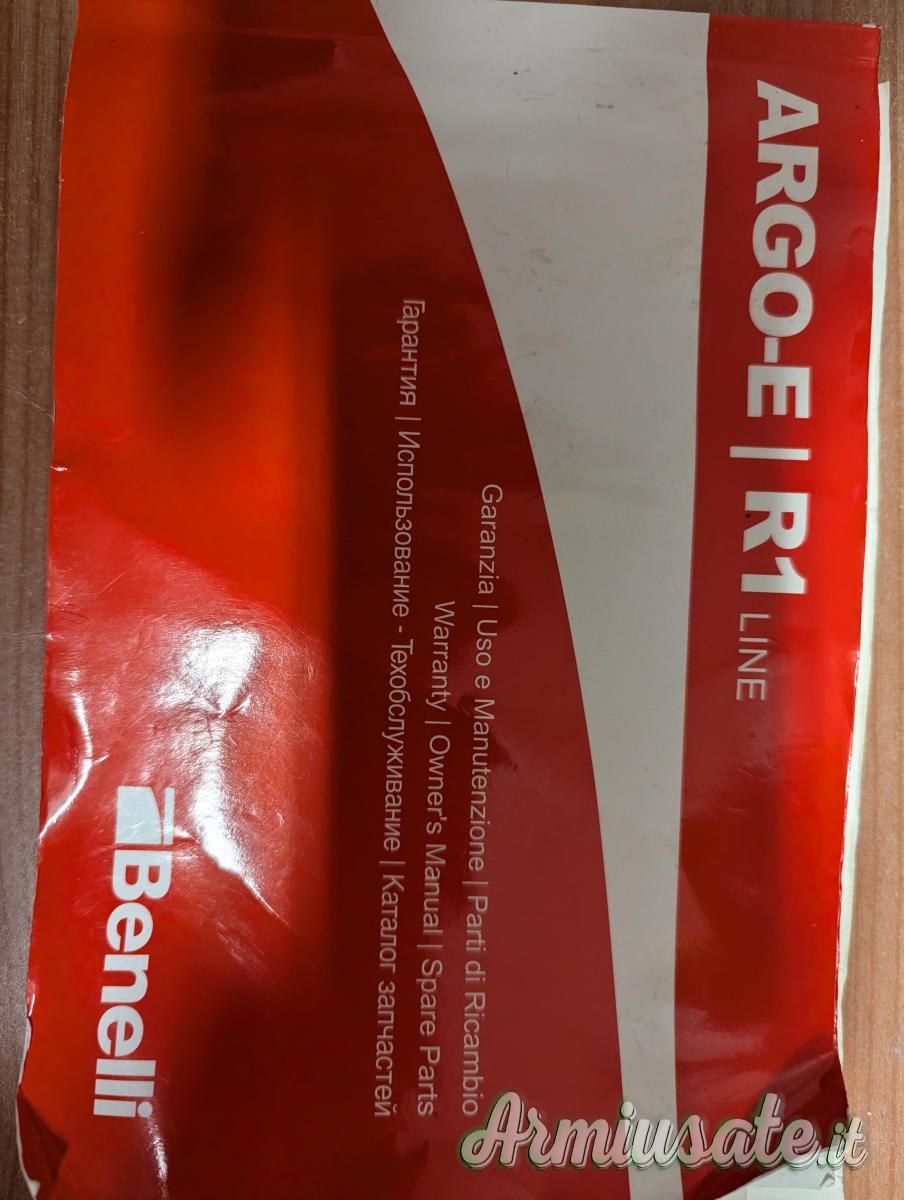 ARGO-E | R1 LINE
Garanzia | Uso e Manutenzione | Parti di Ricambio
Warranty | Owner's Manual | Spare Parts
Гарантия | Использование - Техобслуживание | Каталог запчастей
Benelli
Armiusate.it